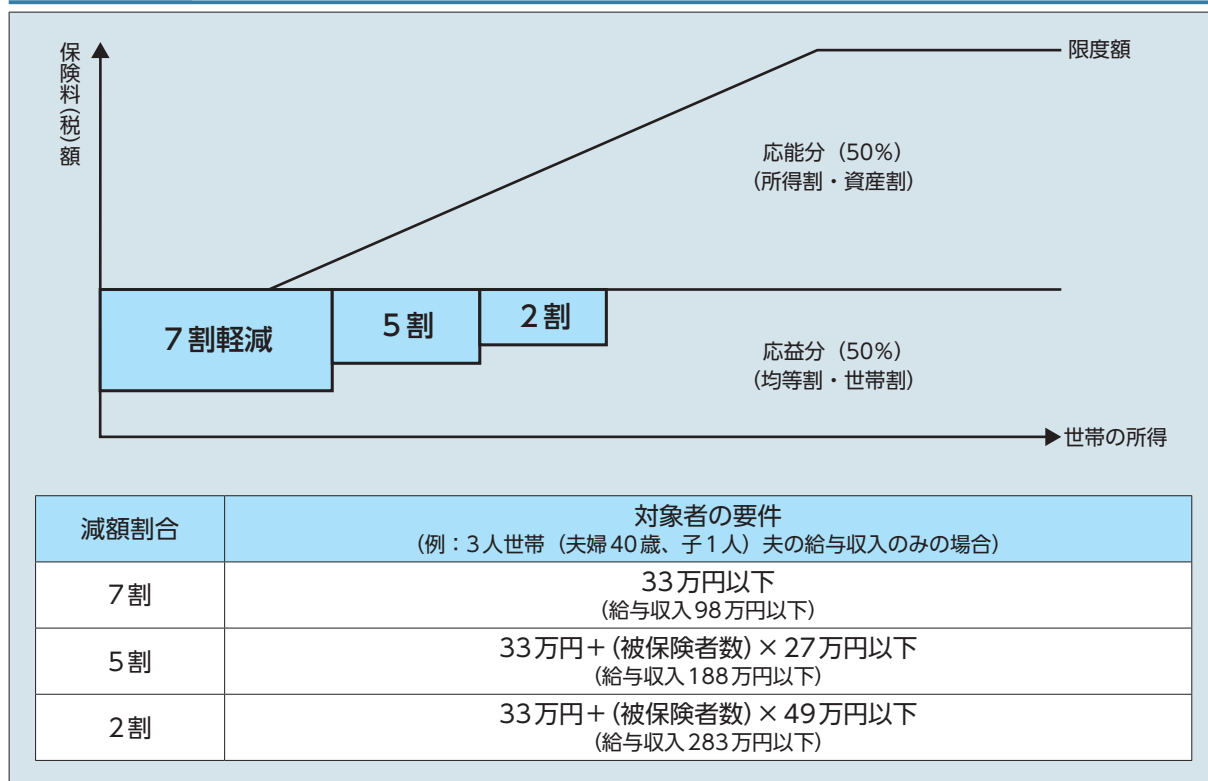 保険料(税)額
限度額
応能分（50％）
（所得割・資産割）
7割軽減
5割
2割
応益分（50％）
（均等割・世帯割）
世帯の所得
減額割合
対象者の要件
（例：3人世帯（夫婦40歳、子1人）夫の給与収入のみの場合）
7割
33万円以下
（給与収入98万円以下）
5割
33万円＋（被保険者数）×27万円以下
（給与収入188万円以下）
2割
33万円＋（被保険者数）×49万円以下
（給与収入283万円以下）